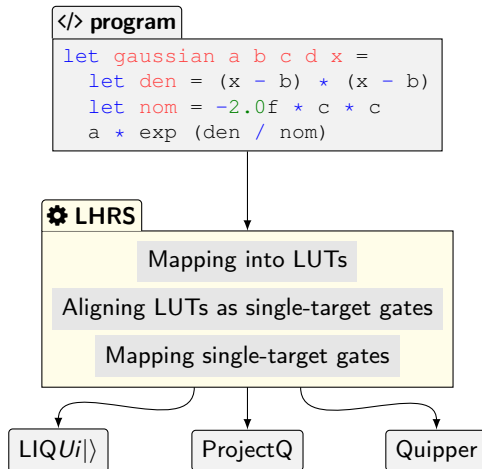 </> program
let gaussian a b c d x =
let den = (x - b) * (x - b)
let nom = -2.0f * c * c
a * exp (den / nom)
LHRS
Mapping into LUTs
Aligning LUTs as single-target gates
Mapping single-target gates
LIQUi|⟩ ProjectQ Quipper